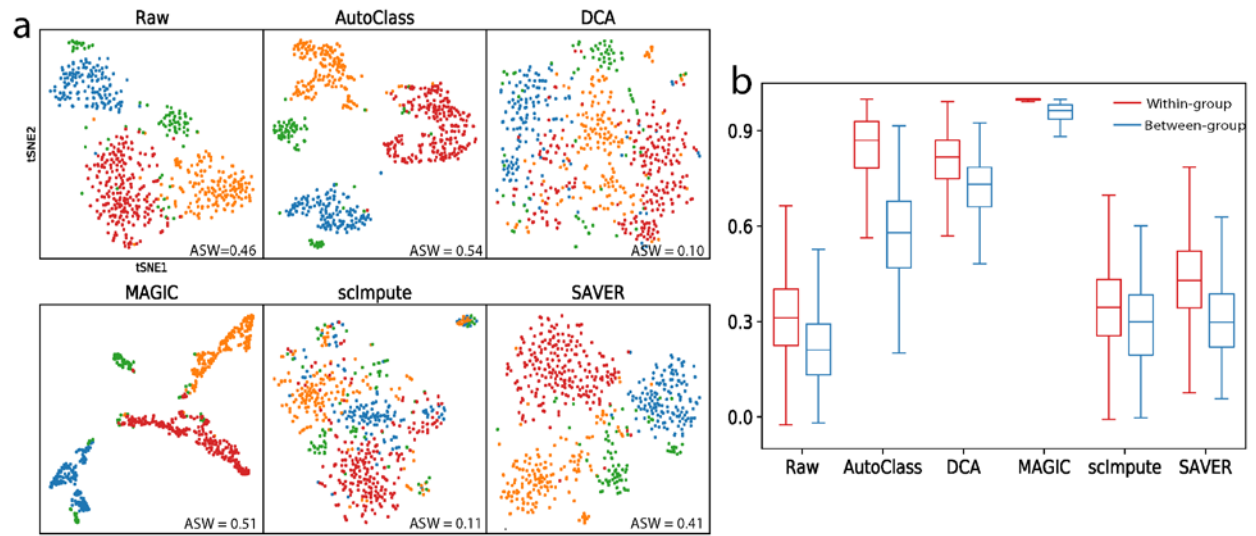 a
Raw
AutoClass
DCA
tSNE2
ASW=0.46
ASW = 0.54
ASW = 0.10
tSNE1
MAGIC
scImpute
SAVER
ASW = 0.51
ASW = 0.11
ASW = 0.41
b
Within-group
Between-group
0.9
0.6
0.3
0.0
Raw
AutoClass
DCA
MAGIC
scImpute
SAVER